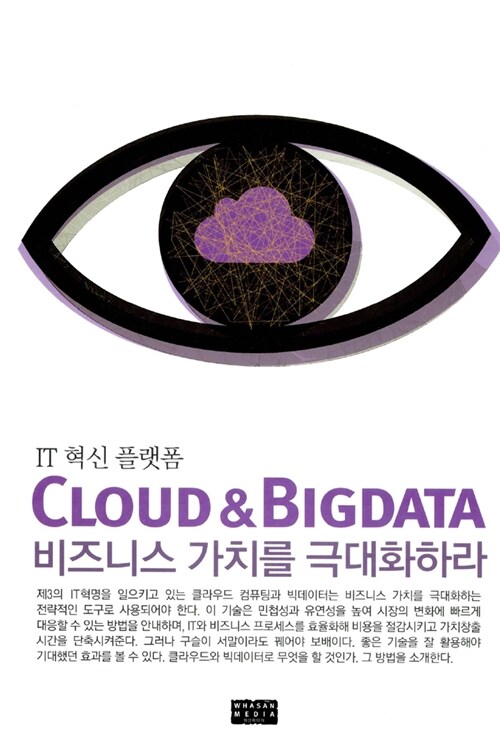 IT 혁신 플랫폼
CLOUD & BIGDATA
비즈니스 가치를 극대화하라
제3의 IT혁명을 일으키고 있는 클라우드 컴퓨팅과 빅데이터는 비즈니스 가치를 극대화하는
전략적인 도구로 사용되어야 한다. 이 기술은 민첩성과 유연성을 높여 시장의 변화에 빠르게
대응할 수 있는 방법을 안내하며, IT와 비즈니스 프로세스를 효율화해 비용을 절감시키고 가치창출
시간을 단축시켜준다. 그러나 구슬이 서말이라도 꿰어야 보배이다. 좋은 기술을 잘 활용해야
기대했던 효과를 볼 수 있다. 클라우드와 빅데이터로 무엇을 할 것인가. 그 방법을 소개한다.
WHASAN
MEDIA
화산미디어